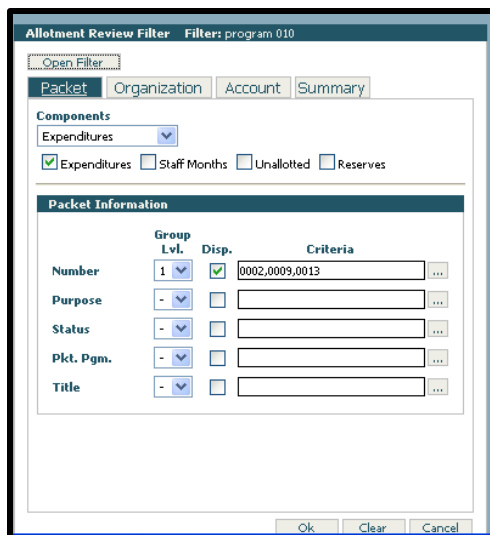 Allotment Review Filter Filter: program 010
Open Filter
Packet Organization Account Summary
Components
Expenditures
Expenditures Staff Months Unallotted Reserves
Packet Information
Group
Lvl. Disp. Criteria
Number 1 0002,0009,0013 ...
Purpose - ...
Status - ...
Pkt. Pgm. - ...
Title - ...
Ok Clear Cancel